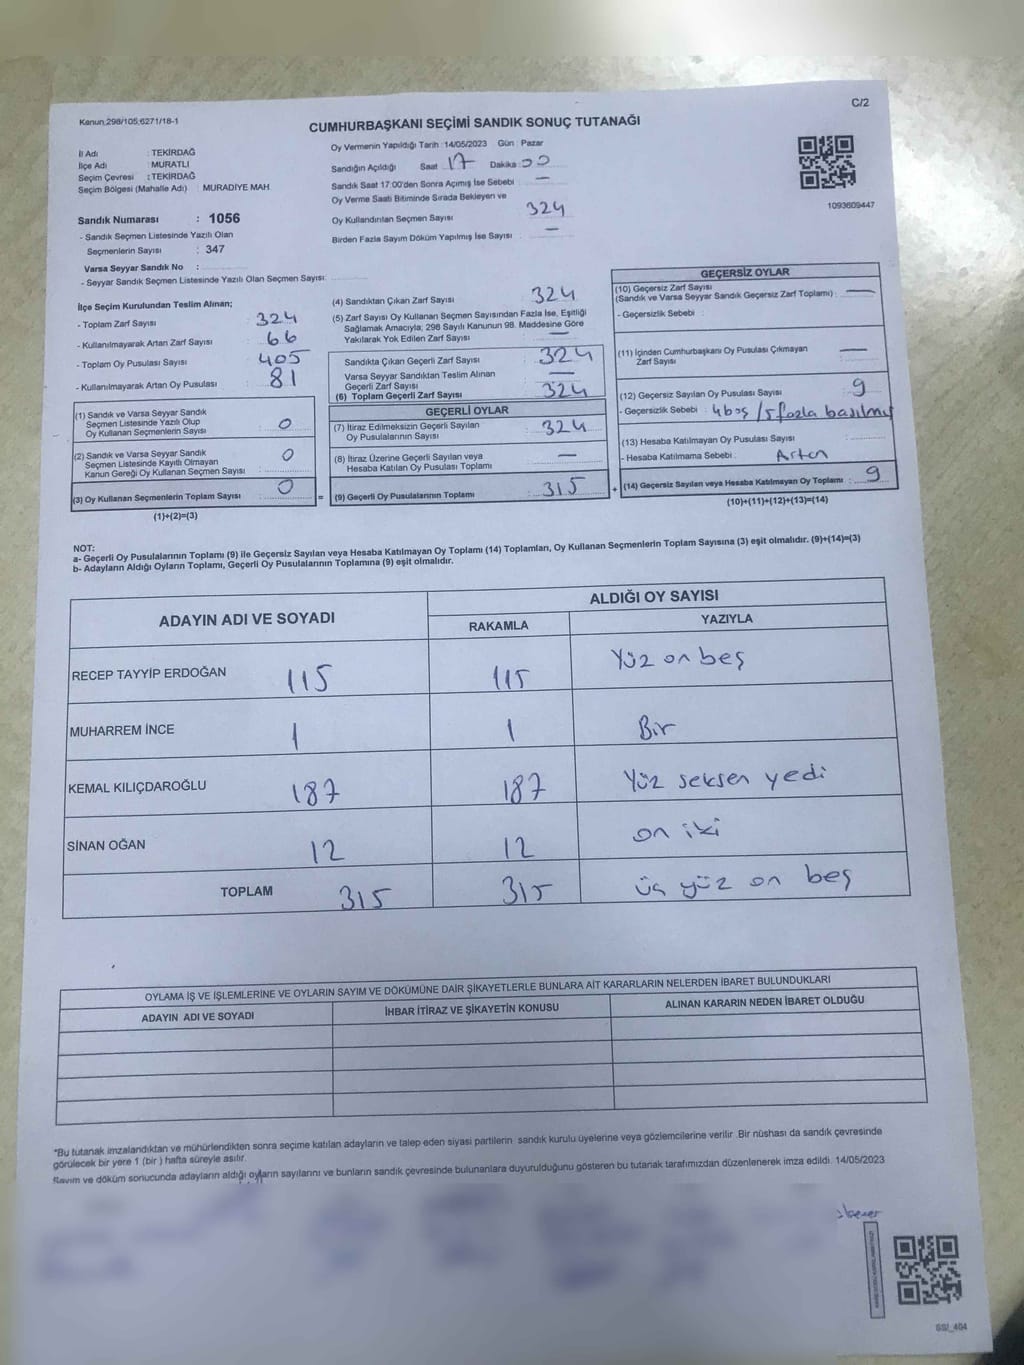 C/2
Kanun,298/105;6271/18-1
CUMHURBAŞKANI SEÇİMİ SANDIK SONUÇ TUTANAĞI
İl Adı : TEKİRDAĞ
İlçe Adı : MURATLI
Seçim Çevresi : TEKİRDAĞ
Seçim Bölgesi (Mahalle Adı) : MURADİYE MAH
Sandık Numarası : 1056
- Sandık Seçmen Listesinde Yazılı Olan
Seçmenlerin Sayısı : 347
Varsa Seyyar Sandık No :
- Seyyar Sandık Seçmen Listesinde Yazılı Olan Seçmen Sayısı:
Oy Vermenin Yapıldığı Tarih :14/05/2023 Gün : Pazar
Sandığın Açıldığı Saat 17 Dakika : 00
Sandık Saat 17:00'den Sonra Açımış İse Sebebi : —
Oy Verme Saati Bitiminde Sırada Bekleyen ve
Oy Kullandırılan Seçmen Sayısı : 324
Birden Fazla Sayım Döküm Yapılmış İse Sayısı : —
1093609447
İlçe Seçim Kurulundan Teslim Alınan;
- Toplam Zarf Sayısı : 324
- Kullanılmayarak Artan Zarf Sayısı : 66
- Toplam Oy Pusulası Sayısı : 405
- Kullanılmayarak Artan Oy Pusulası : 81
(1) Sandık ve Varsa Seyyar Sandık
Seçmen Listesinde Yazılı Olup
Oy Kullanan Seçmenlerin Sayısı : 0
(2) Sandık ve Varsa Seyyar Sandık
Seçmen Listesinde Kayıtlı Olmayan
Kanun Gereği Oy Kullanan Seçmen Sayısı : 0
(3) Oy Kullanan Seçmenlerin Toplam Sayısı : 0
(1)+(2)=(3)
=
(4) Sandıktan Çıkan Zarf Sayısı : 324
(5) Zarf Sayısı Oy Kullanan Seçmen Sayısından Fazla İse, Eşitliği
Sağlamak Amacıyla; 298 Sayılı Kanunun 98. Maddesine Göre
Yakılarak Yok Edilen Zarf Sayısı : —
Sandıkta Çıkan Geçerli Zarf Sayısı : 324
Varsa Seyyar Sandıktan Teslim Alınan
Geçerli Zarf Sayısı : —
(6) Toplam Geçerli Zarf Sayısı : 324
GEÇERLİ OYLAR
(7) İtiraz Edilmeksizin Geçerli Sayılan
Oy Pusulalarının Sayısı : 324
(8) İtiraz Üzerine Geçerli Sayılan veya
Hesaba Katılan Oy Pusulası Toplamı : —
(9) Geçerli Oy Pusulalarının Toplamı : 315
+
GEÇERSİZ OYLAR
(10) Geçersiz Zarf Sayısı
(Sandık ve Varsa Seyyar Sandık Geçersiz Zarf Toplamı) : —
- Geçersizlik Sebebi :
(11) İçinden Cumhurbaşkanı Oy Pusulası Çıkmayan
Zarf Sayısı : —
(12) Geçersiz Sayılan Oy Pusulası Sayısı : 9
- Geçersizlik Sebebi : 4boş/5fazla basılmış
(13) Hesaba Katılmayan Oy Pusulası Sayısı :
- Hesaba Katılmama Sebebi : Artan
(14) Geçersiz Sayılan veya Hesaba Katılmayan Oy Toplamı : 9
(10)+(11)+(12)+(13)=(14)
NOT:
a- Geçerli Oy Pusulalarının Toplamı (9) ile Geçersiz Sayılan veya Hesaba Katılmayan Oy Toplamı (14) Toplamları, Oy Kullanan Seçmenlerin Toplam Sayısına (3) eşit olmalıdır. (9)+(14)=(3)
b- Adayların Aldığı Oyların Toplamı, Geçerli Oy Pusulalarının Toplamına (9) eşit olmalıdır.
ADAYIN ADI VE SOYADI
ALDIĞI OY SAYISI
RAKAMLA YAZIYLA
RECEP TAYYİP ERDOĞAN 115 115 Yüz on beş
MUHARREM İNCE 1 1 Bir
KEMAL KILIÇDAROĞLU 187 187 Yüz seksen yedi
SİNAN OĞAN 12 12 on iki
TOPLAM 315 315 üç yüz on beş
OYLAMA İŞ VE İŞLEMLERİNE VE OYLARIN SAYIM VE DÖKÜMÜNE DAİR ŞİKAYETLERLE BUNLARA AİT KARARLARIN NELERDEN İBARET BULUNDUKLARI
ADAYIN ADI VE SOYADI İHBAR İTİRAZ VE ŞİKAYETİN KONUSU ALINAN KARARIN NEDEN İBARET OLDUĞU
*Bu tutanak imzalandıktan ve mühürlendikten sonra seçime katılan adayların ve talep eden siyasi partilerin sandık kurulu üyelerine veya gözlemcilerine verilir .Bir nüshası da sandık çevresinde
görülecek bir yere 1 (bir ) hafta süreyle asılır.
Sayım ve döküm sonucunda adayların aldığı oyların sayılarını ve bunların sandık çevresinde bulunanlara duyurulduğunu gösteren bu tutanak tarafımızdan düzenlenerek imza edildi. 14/05/2023
SSI_404